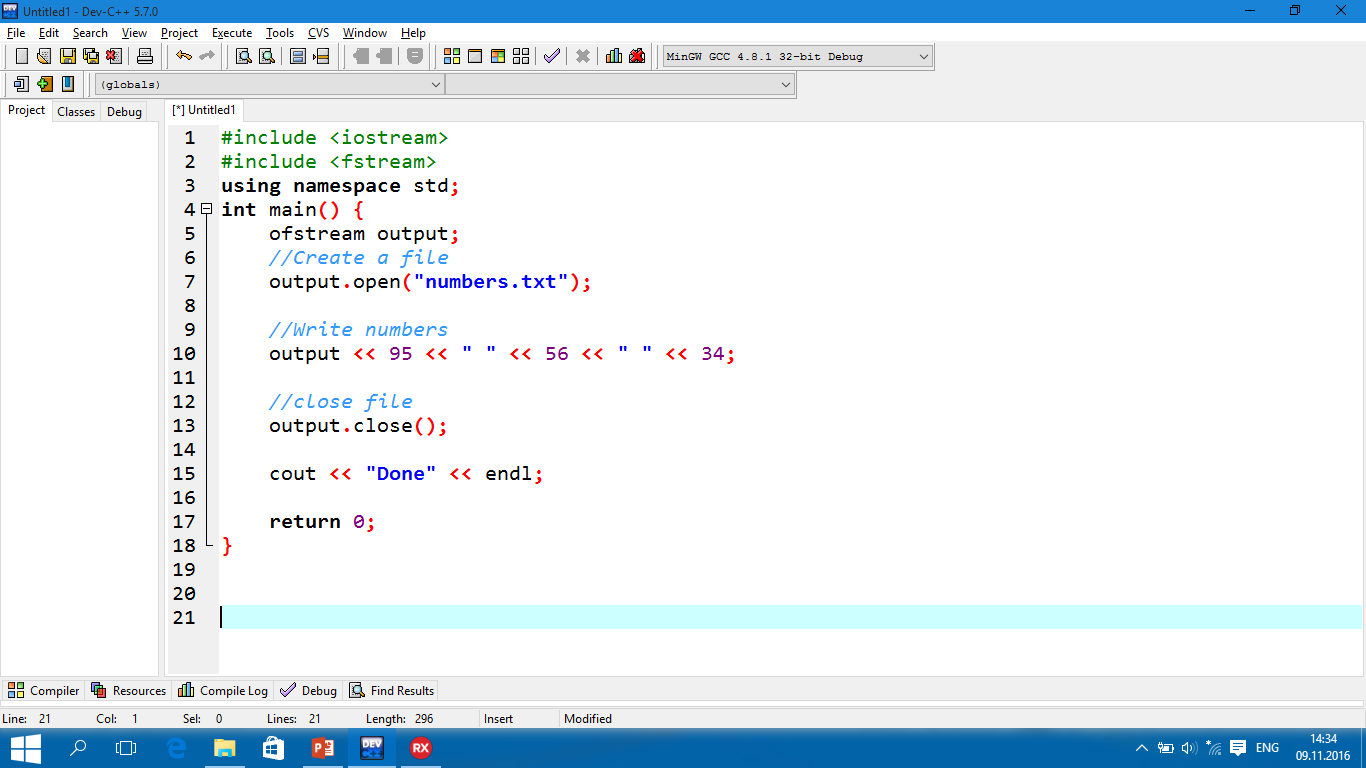 Untitled1 - Dev-C++ 5.7.0
File Edit Search View Project Execute Tools CVS Window Help
MinGW GCC 4.8.1 32-bit Debug
(globals)
Project Classes Debug [*] Untitled1
1 #include <iostream>
2 #include <fstream>
3 using namespace std;
4 int main() {
5 ofstream output;
6 //Create a file
7 output.open("numbers.txt");
8
9 //Write numbers
10 output << 95 << " " << 56 << " " << 34;
11
12 //close file
13 output.close();
14
15 cout << "Done" << endl;
16
17 return 0;
18 }
19
20
21
Compiler Resources Compile Log Debug Find Results
Line: 21 Col: 1 Sel: 0 Lines: 21 Length: 296 Insert Modified
DEV C++ RX ENG 14:34
09.11.2016